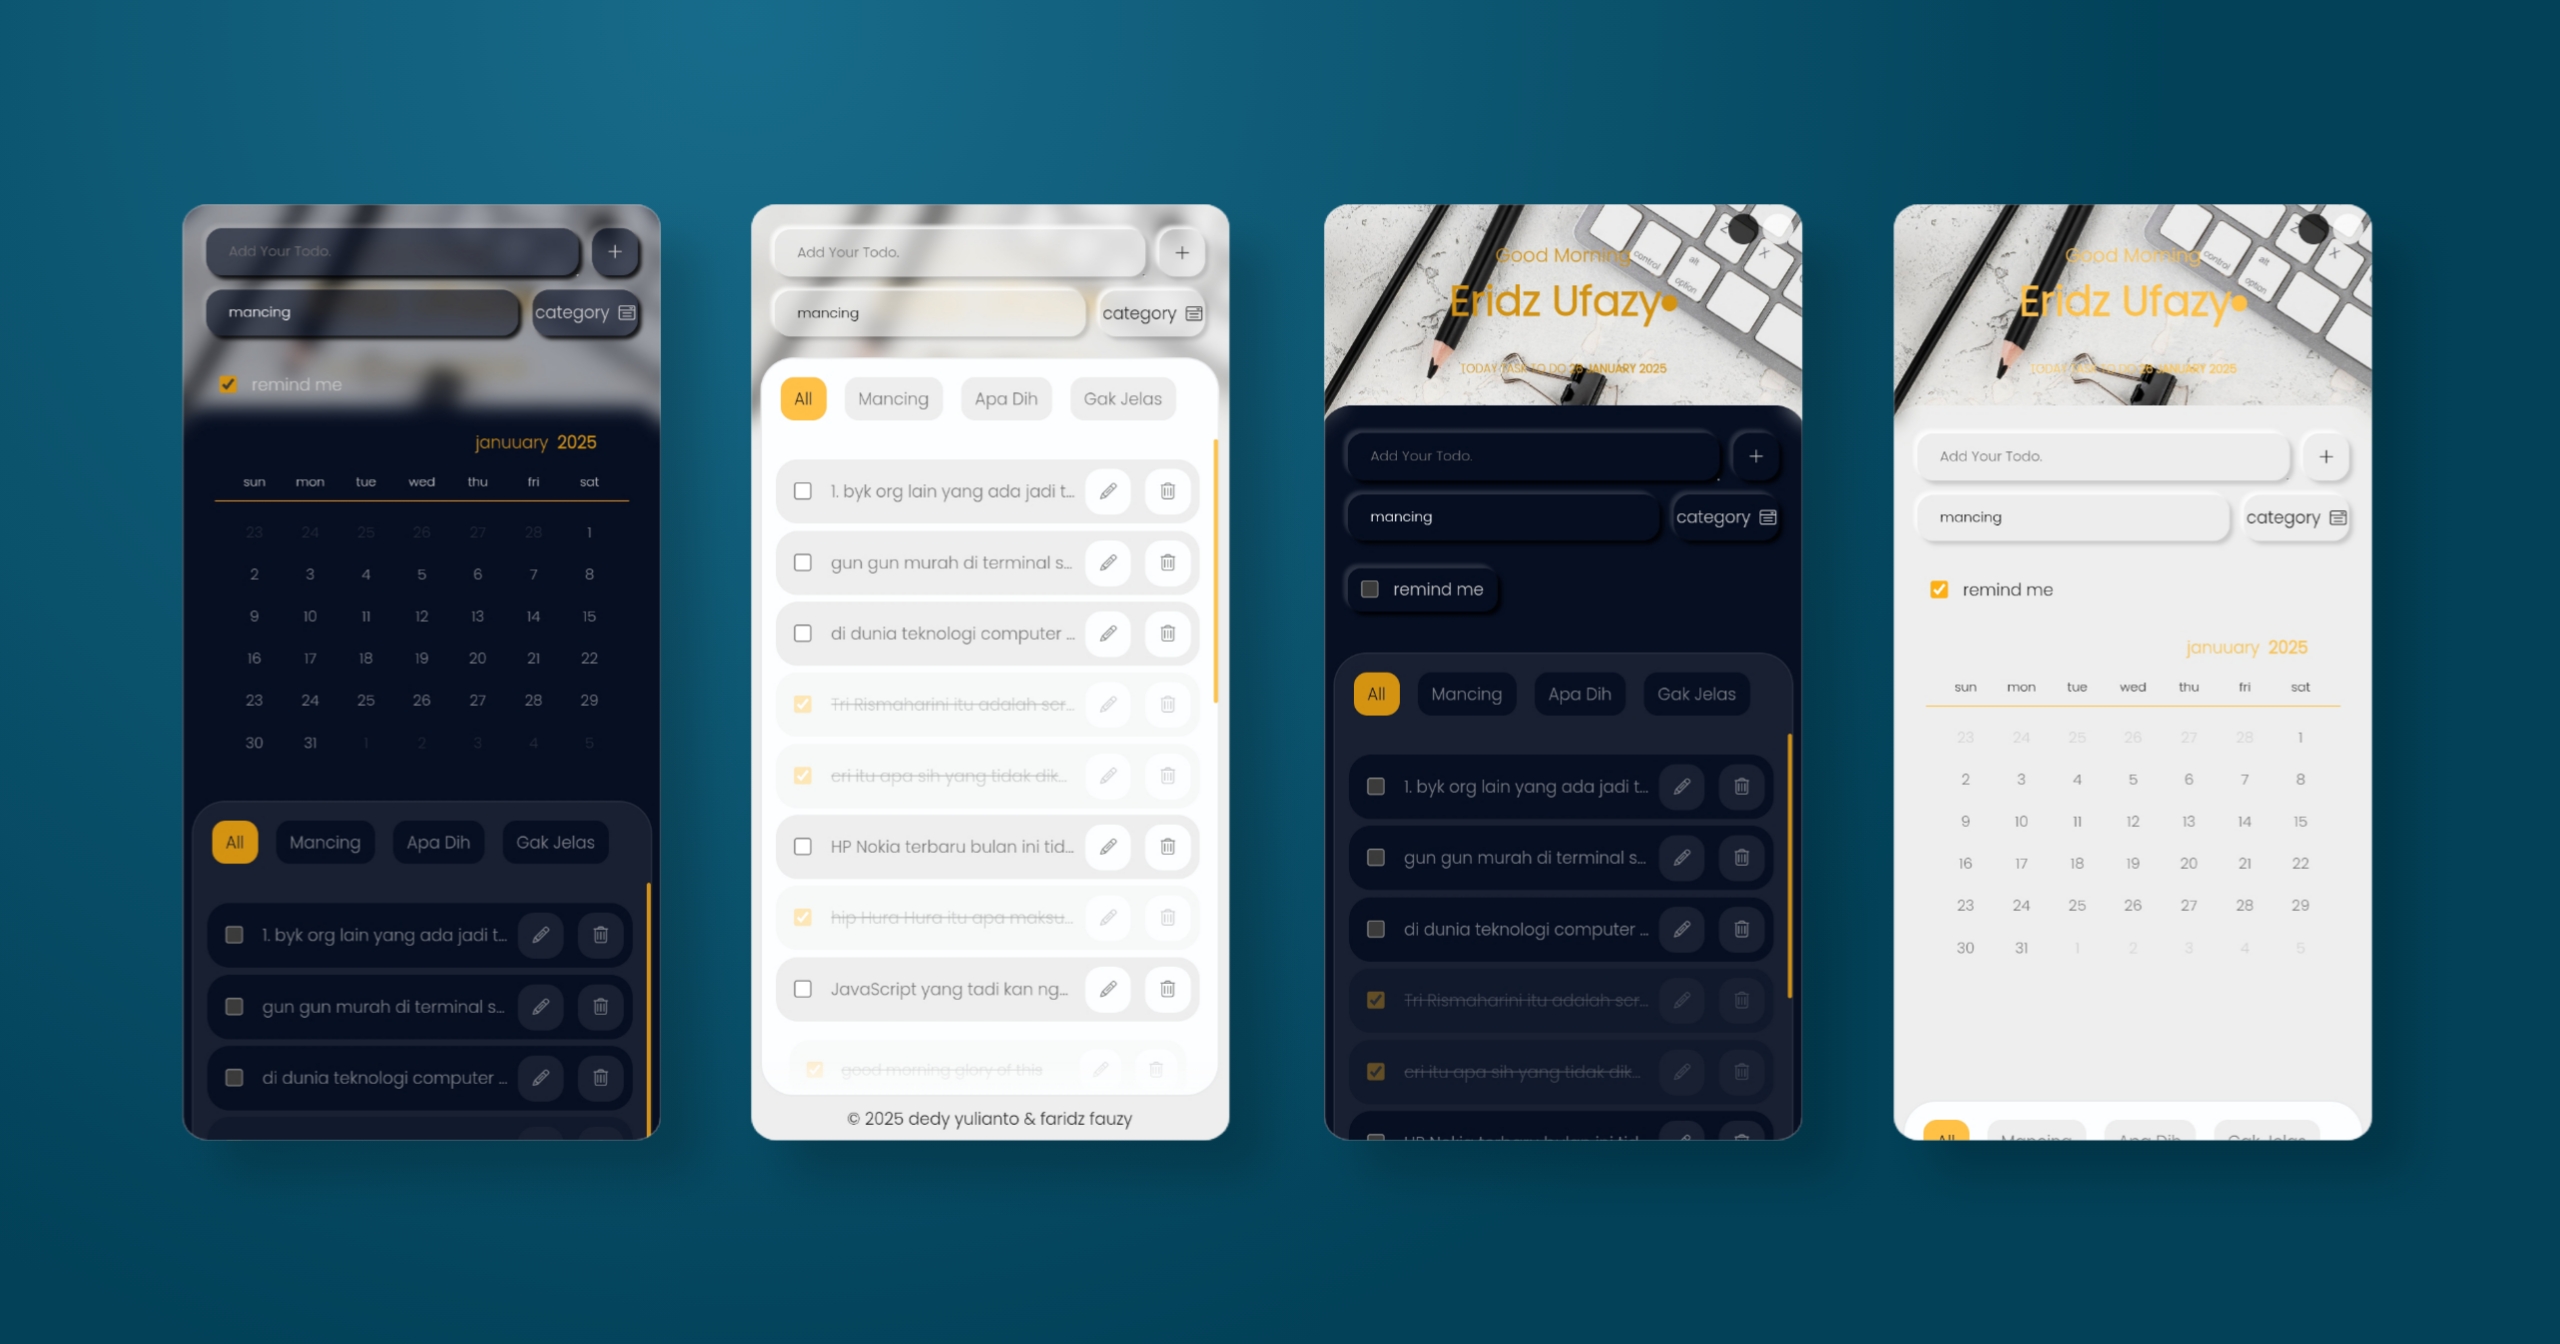 Add Your Todo.
+
mancing
category
remind me
januuary 2025
sun mon tue wed thu fri sat
23 24 25 26 27 28 1
2 3 4 5 6 7 8
9 10 11 12 13 14 15
16 17 18 19 20 21 22
23 24 25 26 27 28 29
30 31 1 2 3 4 5
All Mancing Apa Dih Gak Jelas
1. byk org lain yang ada jadi t...
gun gun murah di terminal s...
di dunia teknologi computer ...
Add Your Todo.
+
mancing
category
All Mancing Apa Dih Gak Jelas
1. byk org lain yang ada jadi t...
gun gun murah di terminal s...
di dunia teknologi computer ...
Tri Rismaharini itu adalah scr...
cri itu apa sih yang tidak dik...
HP Nokia terbaru bulan ini tid...
hip Hura Hura itu apa maksu...
JavaScript yang tadi kan ng...
good morning glory of this
© 2025 dedy yulianto & faridz fauzy
Good Morning
Eridz Ufazy
TODAY TASK TO DO 26 JANUARY 2025
control alt option Z X
Add Your Todo.
+
mancing
category
remind me
All Mancing Apa Dih Gak Jelas
1. byk org lain yang ada jadi t...
gun gun murah di terminal s...
di dunia teknologi computer ...
Tri Rismaharini itu adalah scr...
cri itu apa sih yang tidak dik...
HP Nokia terbaru bulan ini tid...
Good Morning
Eridz Ufazy
TODAY TASK TO DO 26 JANUARY 2025
control alt option Z X
Add Your Todo.
+
mancing
category
remind me
januuary 2025
sun mon tue wed thu fri sat
23 24 25 26 27 28 1
2 3 4 5 6 7 8
9 10 11 12 13 14 15
16 17 18 19 20 21 22
23 24 25 26 27 28 29
30 31 1 2 3 4 5
All Mancing Apa Dih Gak Jelas